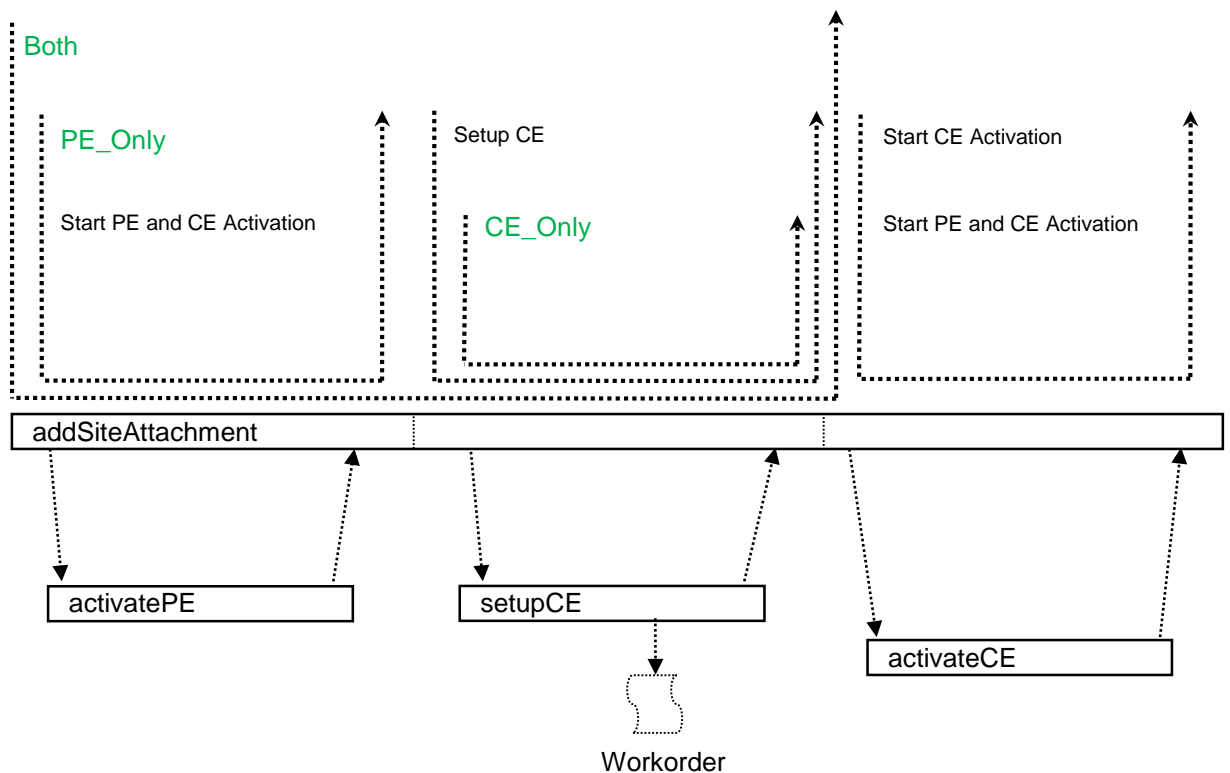 Both
PE_Only
Start PE and CE Activation
Setup CE
CE_Only
Start CE Activation
Start PE and CE Activation
addSiteAttachment
activatePE
setupCE
activateCE
Workorder